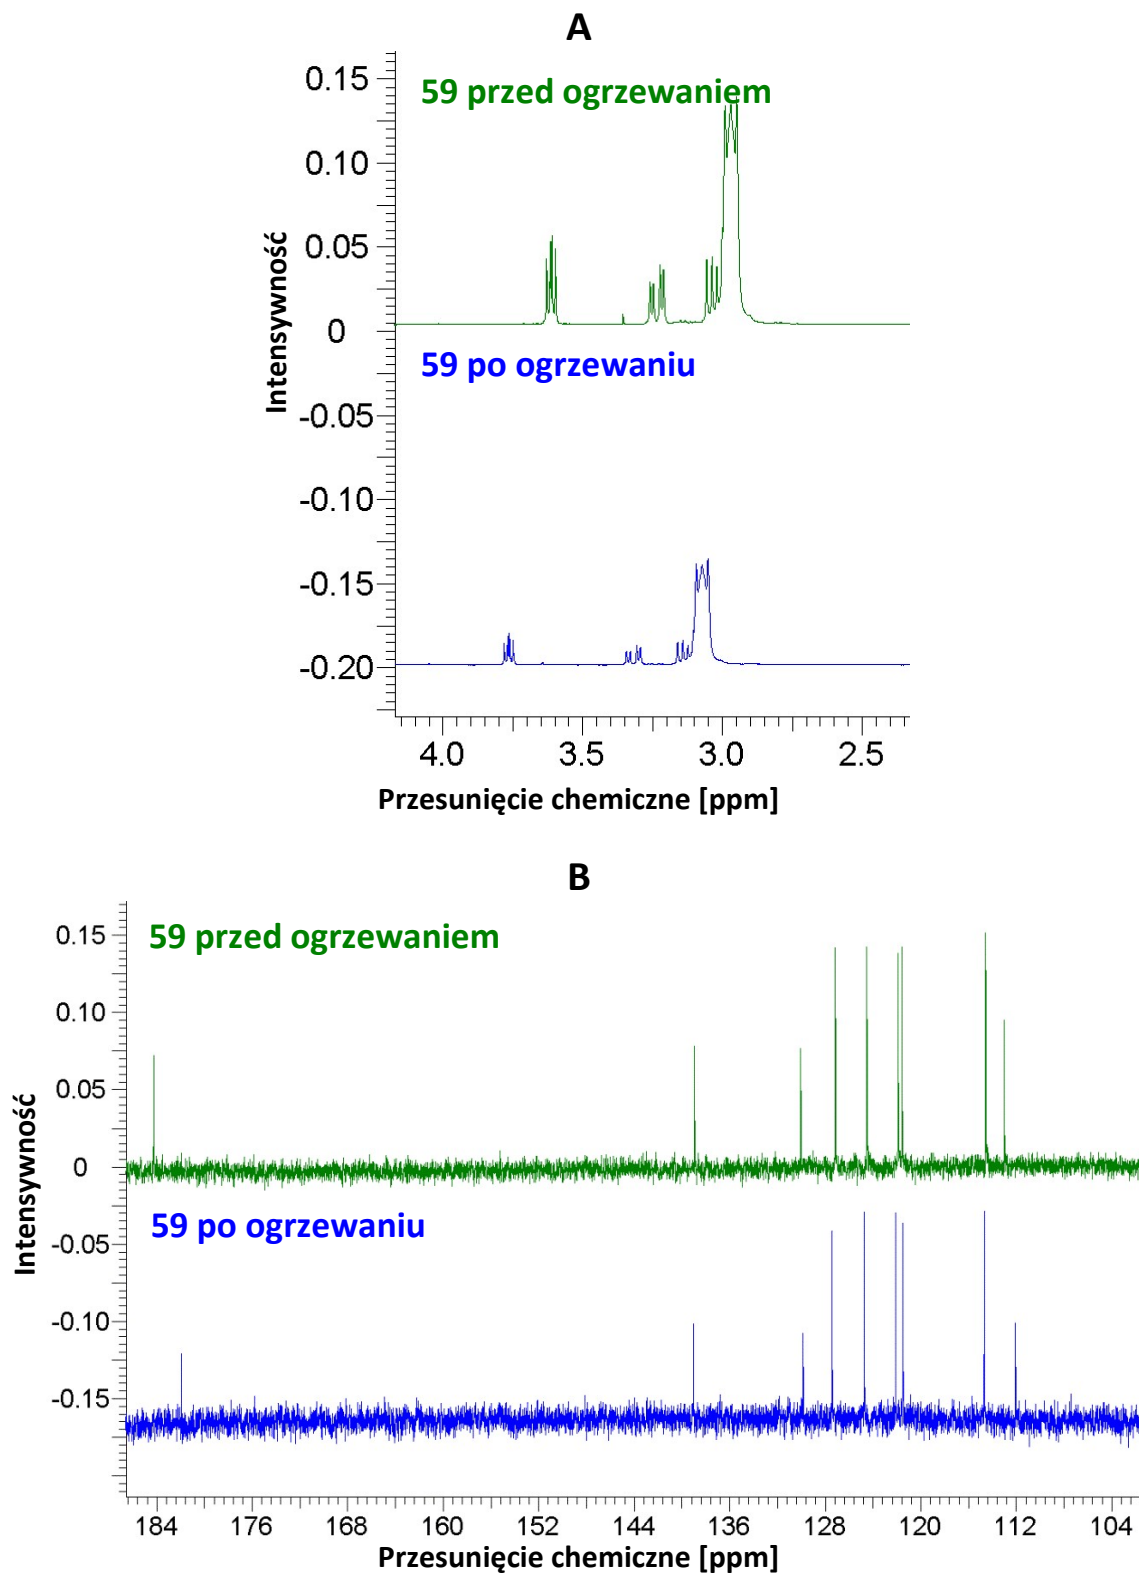 A
59 przed ogrzewaniem
0.15
0.10
0.05
0
59 po ogrzewaniu
-0.05
-0.10
-0.15
-0.20
Intensywność
4.0 3.5 3.0 2.5
Przesunięcie chemiczne [ppm]
B
59 przed ogrzewaniem
0.15
0.10
0.05
0
59 po ogrzewaniu
-0.05
-0.10
-0.15
Intensywność
184 176 168 160 152 144 136 128 120 112 104
Przesunięcie chemiczne [ppm]